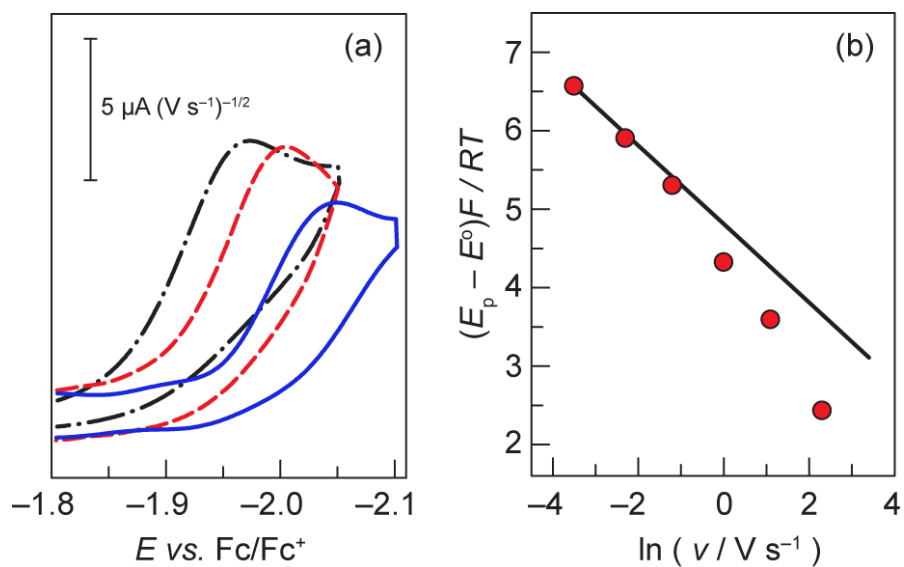 (a)
5 µA (V s⁻¹)⁻¹/²
–1.8 –1.9 –2.0 –2.1
E vs. Fc/Fc⁺
(b)
7
6
5
4
3
2
(Eₚ – Eᵒ)F / RT
–4 –2 0 2 4
ln ( v / V s⁻¹ )